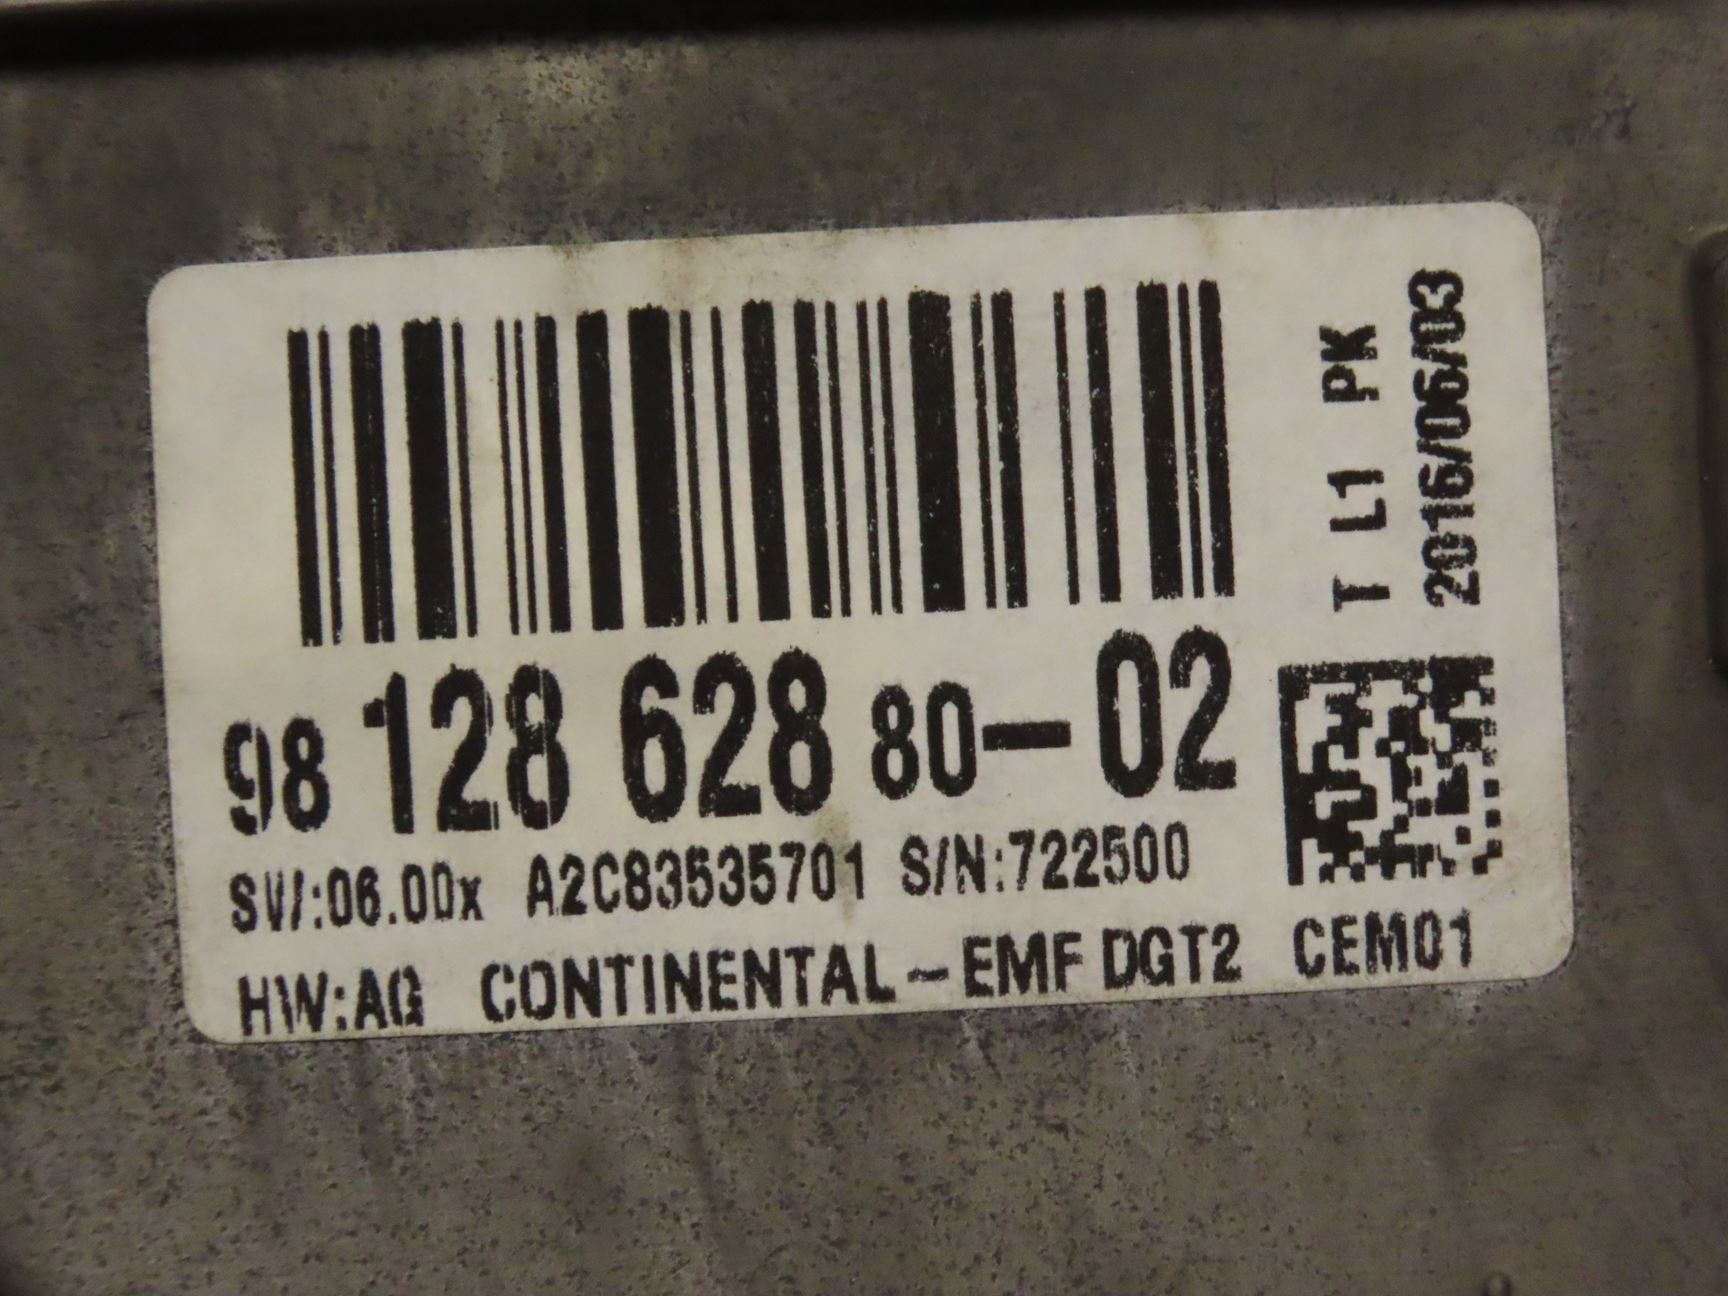 98 128 628 80-02
SW:06.00x A2C83535701 S/N:722500
HW:AG CONTINENTAL-EMF DGT2 CEM01
T L1 PK
2016/06/03